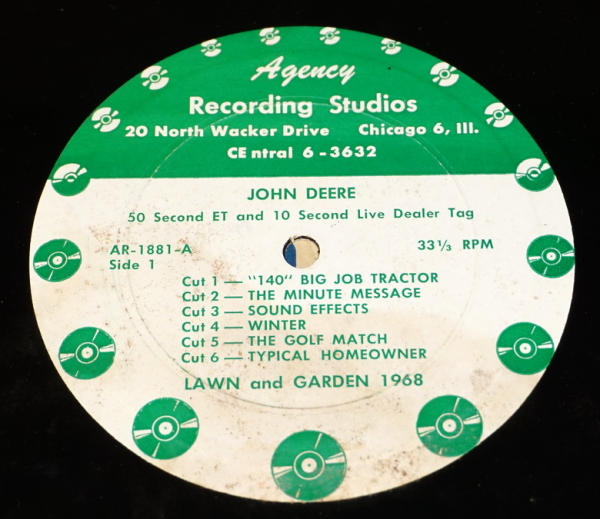 Agency
Recording Studios
20 North Wacker Drive Chicago 6, Ill.
CEntral 6-3632
JOHN DEERE
50 Second ET and 10 Second Live Dealer Tag
AR-1881-A 33⅓ RPM
Side 1
Cut 1 — "140" BIG JOB TRACTOR
Cut 2 — THE MINUTE MESSAGE
Cut 3 — SOUND EFFECTS
Cut 4 — WINTER
Cut 5 — THE GOLF MATCH
Cut 6 — TYPICAL HOMEOWNER
LAWN and GARDEN 1968